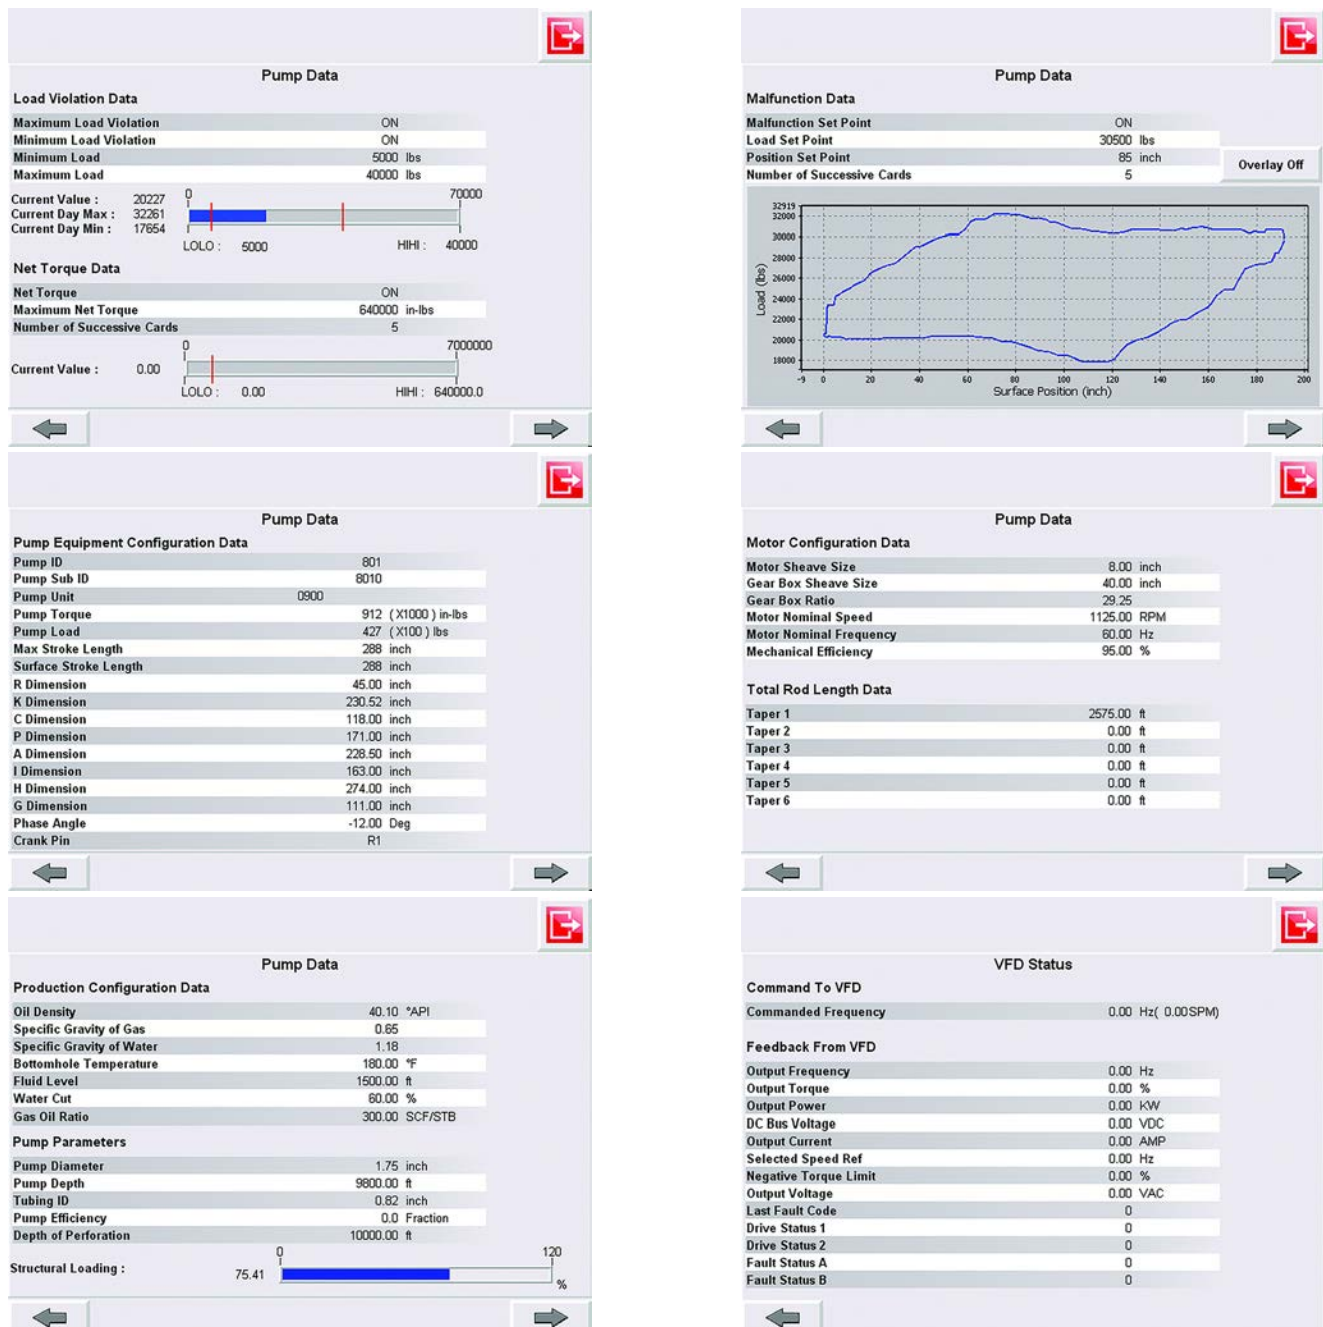 Pump Data
Load Violation Data
Maximum Load Violation ON
Minimum Load Violation ON
Minimum Load 5000 lbs
Maximum Load 40000 lbs
Current Value : 20227
Current Day Max : 32261
Current Day Min : 17654
0 70000
LOLO : 5000 HIHI : 40000
Net Torque Data
Net Torque ON
Maximum Net Torque 640000 in-lbs
Number of Successive Cards 5
0 7000000
Current Value : 0.00
LOLO : 0.00 HIHI : 640000.0
Pump Data
Malfunction Data
Malfunction Set Point ON
Load Set Point 30500 lbs
Position Set Point 85 inch
Number of Successive Cards 5
Overlay Off
32919
32000
30000
28000
26000
24000
22000
20000
18000
Load (lbs)
-9 0 20 40 60 80 100 120 140 160 180 200
Surface Position (inch)
Pump Data
Pump Equipment Configuration Data
Pump ID 801
Pump Sub ID 8010
Pump Unit 0900
Pump Torque 912 (X1000) in-lbs
Pump Load 427 (X100) lbs
Max Stroke Length 288 inch
Surface Stroke Length 288 inch
R Dimension 45.00 inch
K Dimension 230.52 inch
C Dimension 118.00 inch
P Dimension 171.00 inch
A Dimension 228.50 inch
I Dimension 163.00 inch
H Dimension 274.00 inch
G Dimension 111.00 inch
Phase Angle -12.00 Deg
Crank Pin R1
Pump Data
Motor Configuration Data
Motor Sheave Size 8.00 inch
Gear Box Sheave Size 40.00 inch
Gear Box Ratio 29.25
Motor Nominal Speed 1125.00 RPM
Motor Nominal Frequency 60.00 Hz
Mechanical Efficiency 95.00 %
Total Rod Length Data
Taper 1 2575.00 ft
Taper 2 0.00 ft
Taper 3 0.00 ft
Taper 4 0.00 ft
Taper 5 0.00 ft
Taper 6 0.00 ft
Pump Data
Production Configuration Data
Oil Density 40.10 °API
Specific Gravity of Gas 0.65
Specific Gravity of Water 1.18
Bottomhole Temperature 180.00 °F
Fluid Level 1500.00 ft
Water Cut 60.00 %
Gas Oil Ratio 300.00 SCF/STB
Pump Parameters
Pump Diameter 1.75 inch
Pump Depth 9800.00 ft
Tubing ID 0.82 inch
Pump Efficiency 0.0 Fraction
Depth of Perforation 10000.00 ft
0 120
Structural Loading : 75.41 %
VFD Status
Command To VFD
Commanded Frequency 0.00 Hz( 0.00SPM)
Feedback From VFD
Output Frequency 0.00 Hz
Output Torque 0.00 %
Output Power 0.00 KW
DC Bus Voltage 0.00 VDC
Output Current 0.00 AMP
Selected Speed Ref 0.00 Hz
Negative Torque Limit 0.00 %
Output Voltage 0.00 VAC
Last Fault Code 0
Drive Status 1 0
Drive Status 2 0
Fault Status A 0
Fault Status B 0